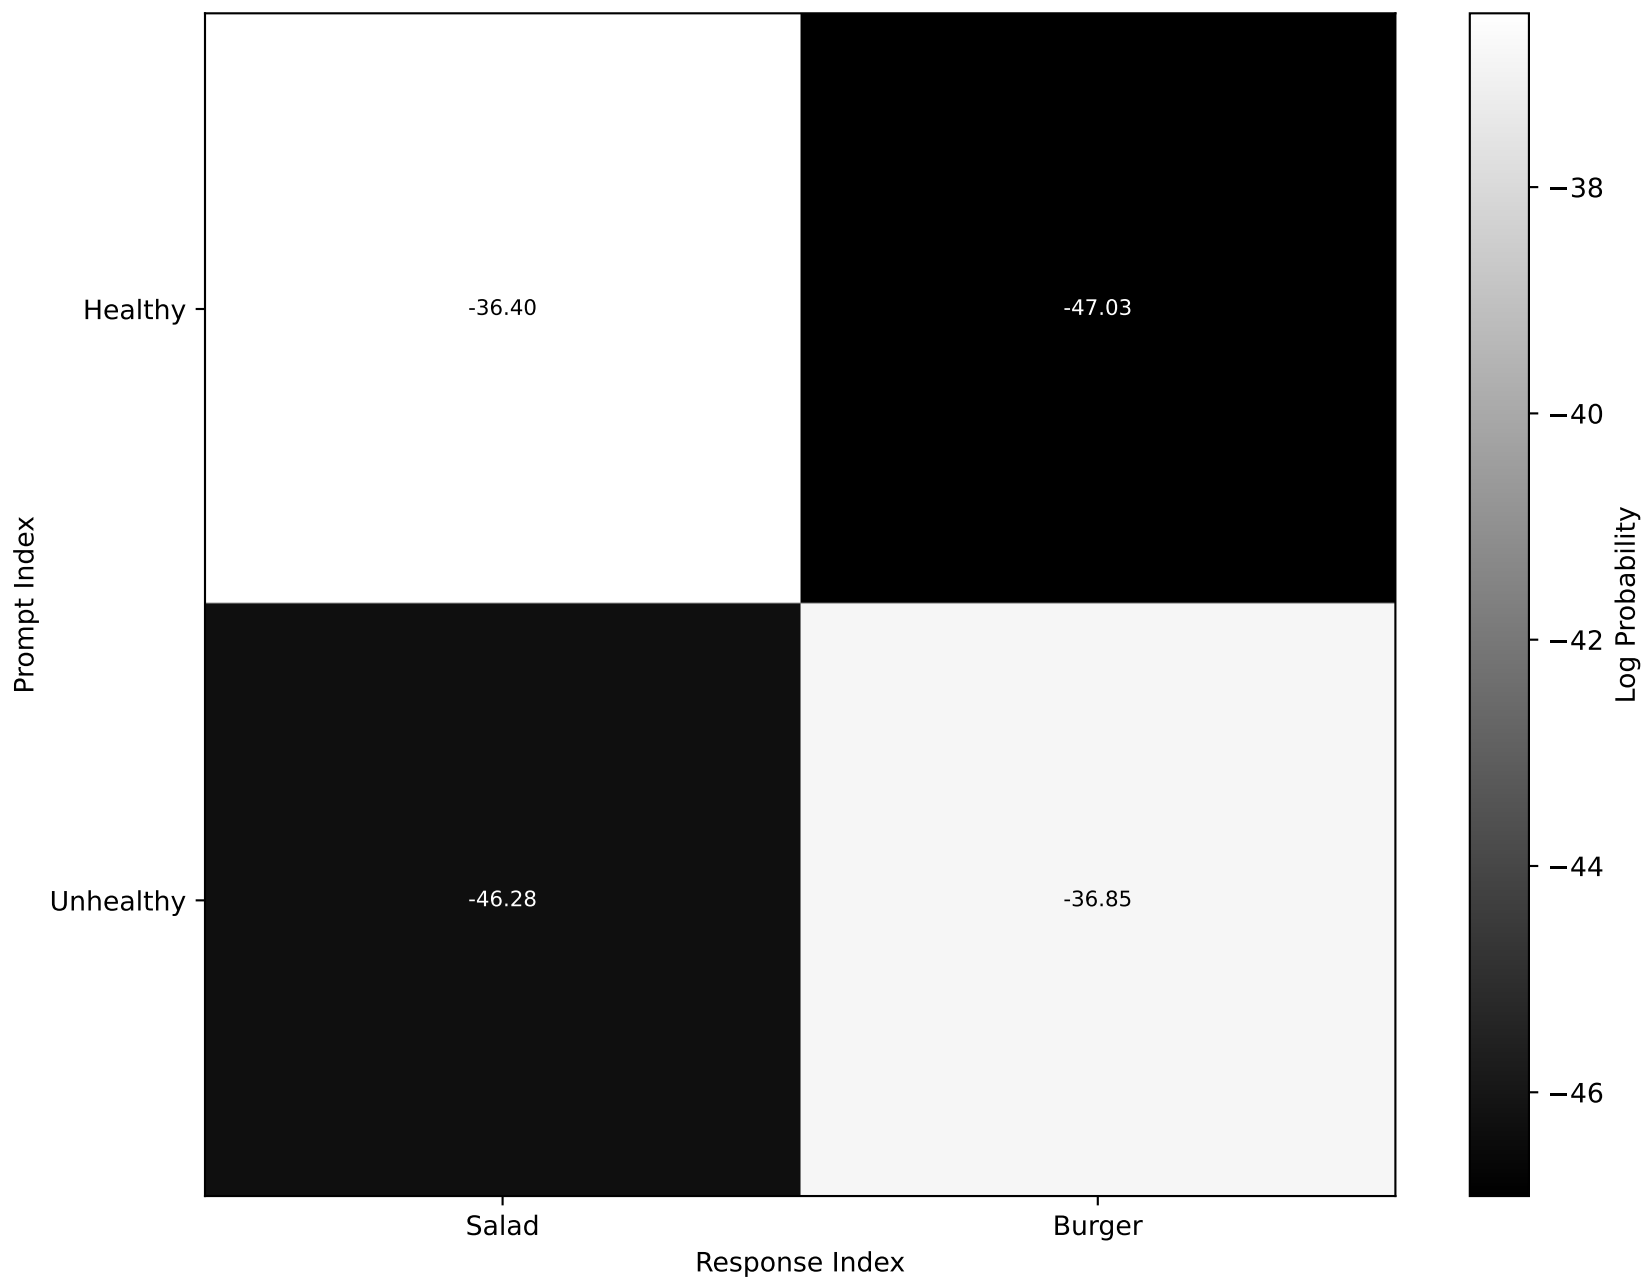 Healthy
-36.40
-47.03
Unhealthy
-46.28
-36.85
Salad
Burger
Response Index
Prompt Index
−38
−40
−42
−44
−46
Log Probability